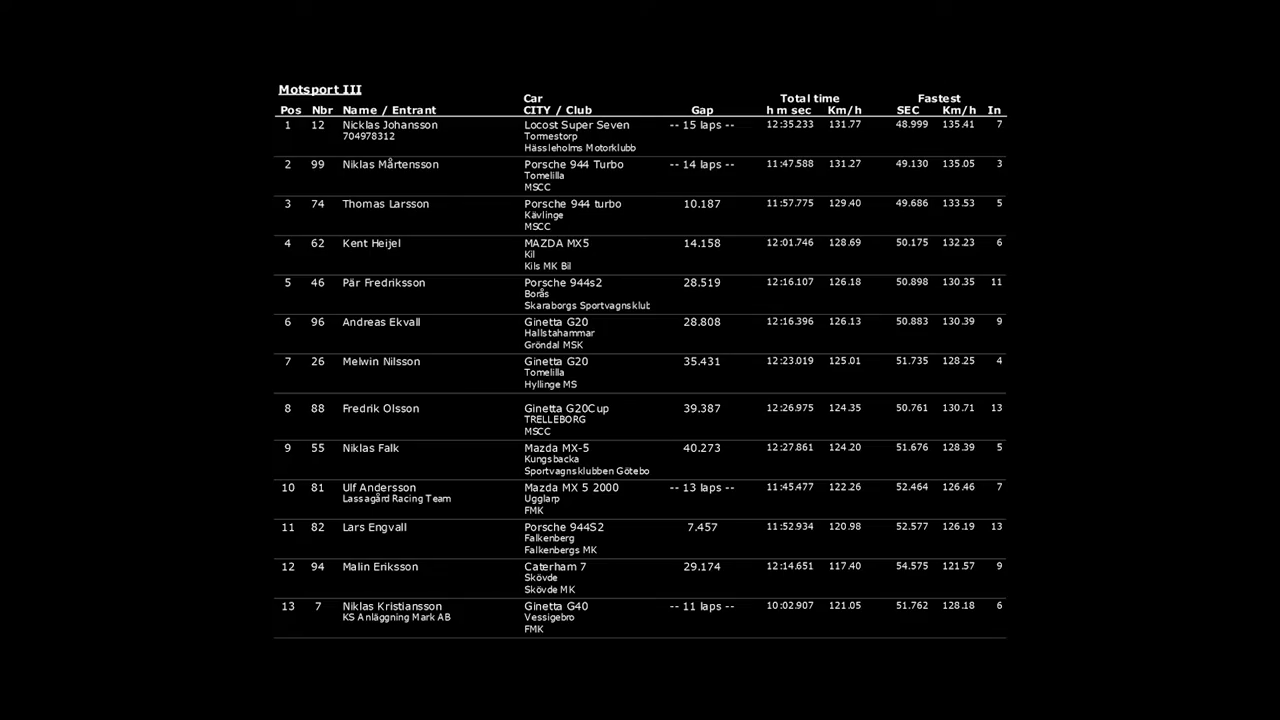 Motsport III
Car Total time Fastest
Pos Nbr Name / Entrant CITY / Club Gap h m sec Km/h SEC Km/h In
1 12 Nicklas Johansson Locost Super Seven -- 15 laps -- 12:35.233 131.77 48.999 135.41 7
704978312 Tormestorp
Hässleholms Motorklubb
2 99 Niklas Mårtensson Porsche 944 Turbo -- 14 laps -- 11:47.588 131.27 49.130 135.05 3
Tomelilla
MSCC
3 74 Thomas Larsson Porsche 944 turbo 10.187 11:57.775 129.40 49.686 133.53 5
Kävlinge
MSCC
4 62 Kent Heijel MAZDA MX5 14.158 12:01.746 128.69 50.175 132.23 6
Kil
Kils MK Bil
5 46 Pär Fredriksson Porsche 944s2 28.519 12:16.107 126.18 50.898 130.35 11
Borås
Skaraborgs Sportvagnsklub
6 96 Andreas Ekvall Ginetta G20 28.808 12:16.396 126.13 50.883 130.39 9
Hallstahammar
Gröndal MSK
7 26 Melwin Nilsson Ginetta G20 35.431 12:23.019 125.01 51.735 128.25 4
Tomelilla
Hyllinge MS
8 88 Fredrik Olsson Ginetta G20Cup 39.387 12:26.975 124.35 50.761 130.71 13
TRELLEBORG
MSCC
9 55 Niklas Falk Mazda MX-5 40.273 12:27.861 124.20 51.676 128.39 5
Kungsbacka
Sportvagnsklubben Götebo
10 81 Ulf Andersson Mazda MX 5 2000 -- 13 laps -- 11:45.477 122.26 52.464 126.46 7
Lassagård Racing Team Ugglarp
FMK
11 82 Lars Engvall Porsche 944S2 7.457 11:52.934 120.98 52.577 126.19 13
Falkenberg
Falkenbergs MK
12 94 Malin Eriksson Caterham 7 29.174 12:14.651 117.40 54.575 121.57 9
Skövde
Skövde MK
13 7 Niklas Kristiansson Ginetta G40 -- 11 laps -- 10:02.907 121.05 51.762 128.18 6
KS Anläggning Mark AB Vessigebro
FMK